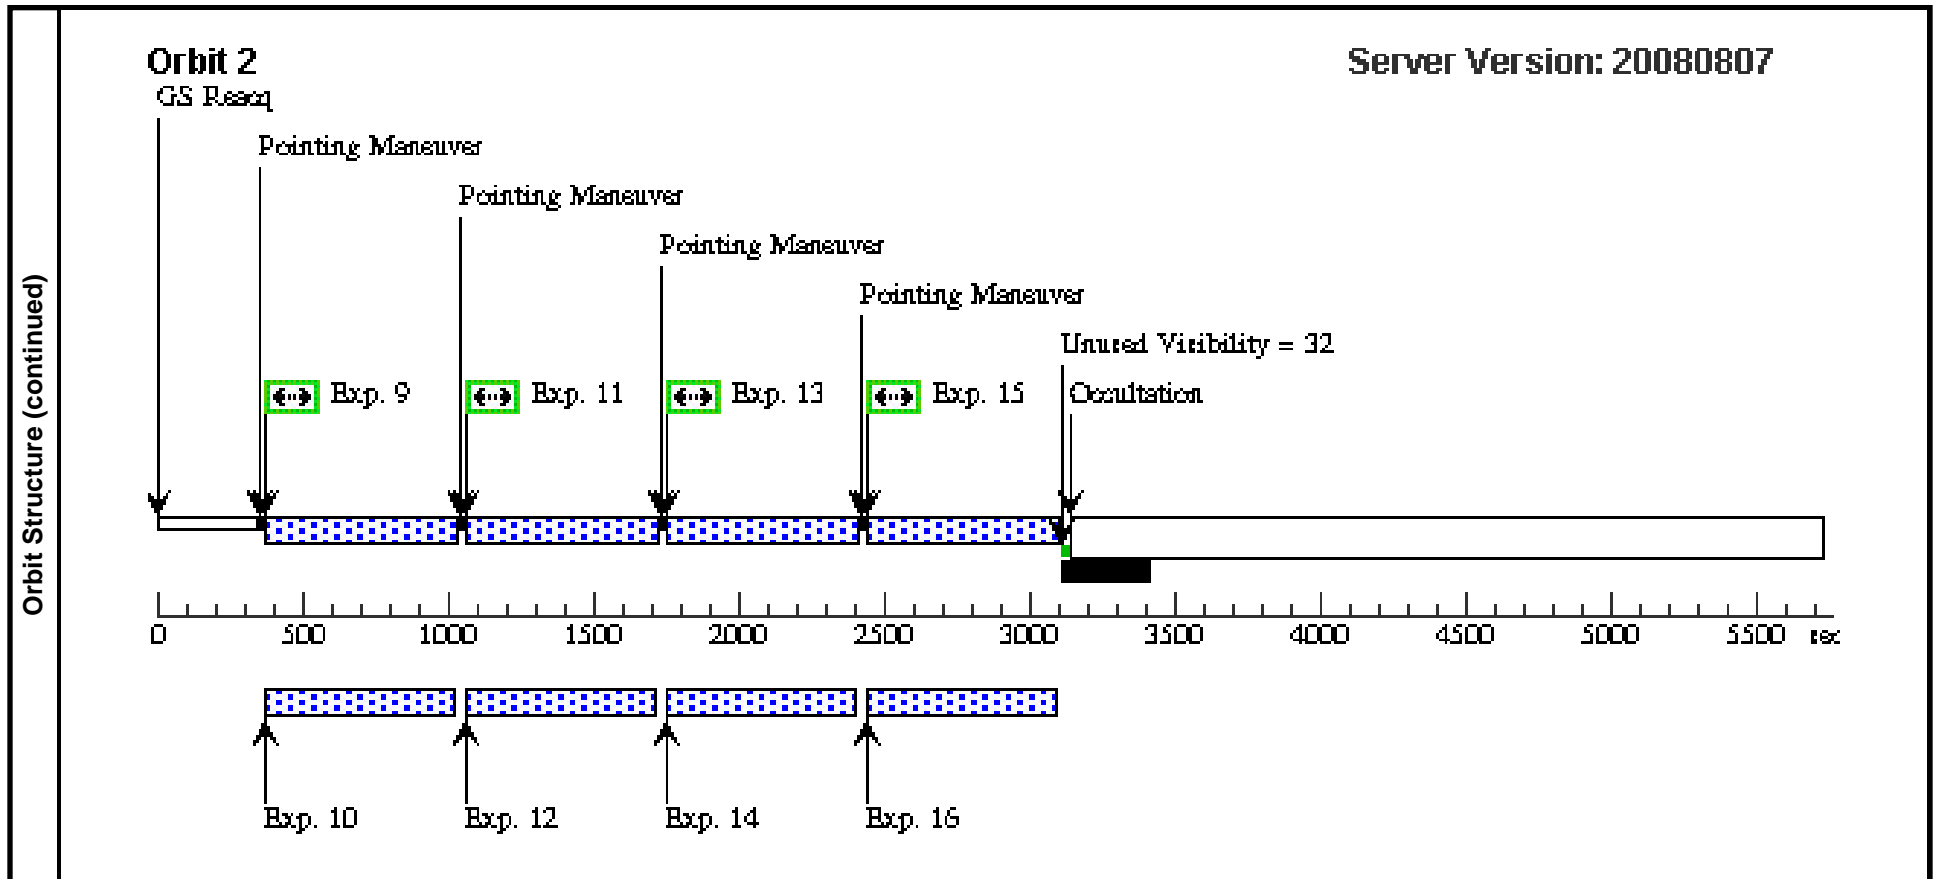 Orbit Structure (continued)
Orbit 2
Server Version: 20080807
GS Reacq
Pointing Maneuver
Pointing Maneuver
Pointing Maneuver
Pointing Maneuver
Unused Visibility = 32
Exp. 9
Exp. 11
Exp. 13
Exp. 15
Occultation
0 500 1000 1500 2000 2500 3000 3500 4000 4500 5000 5500 sec
Exp. 10
Exp. 12
Exp. 14
Exp. 16